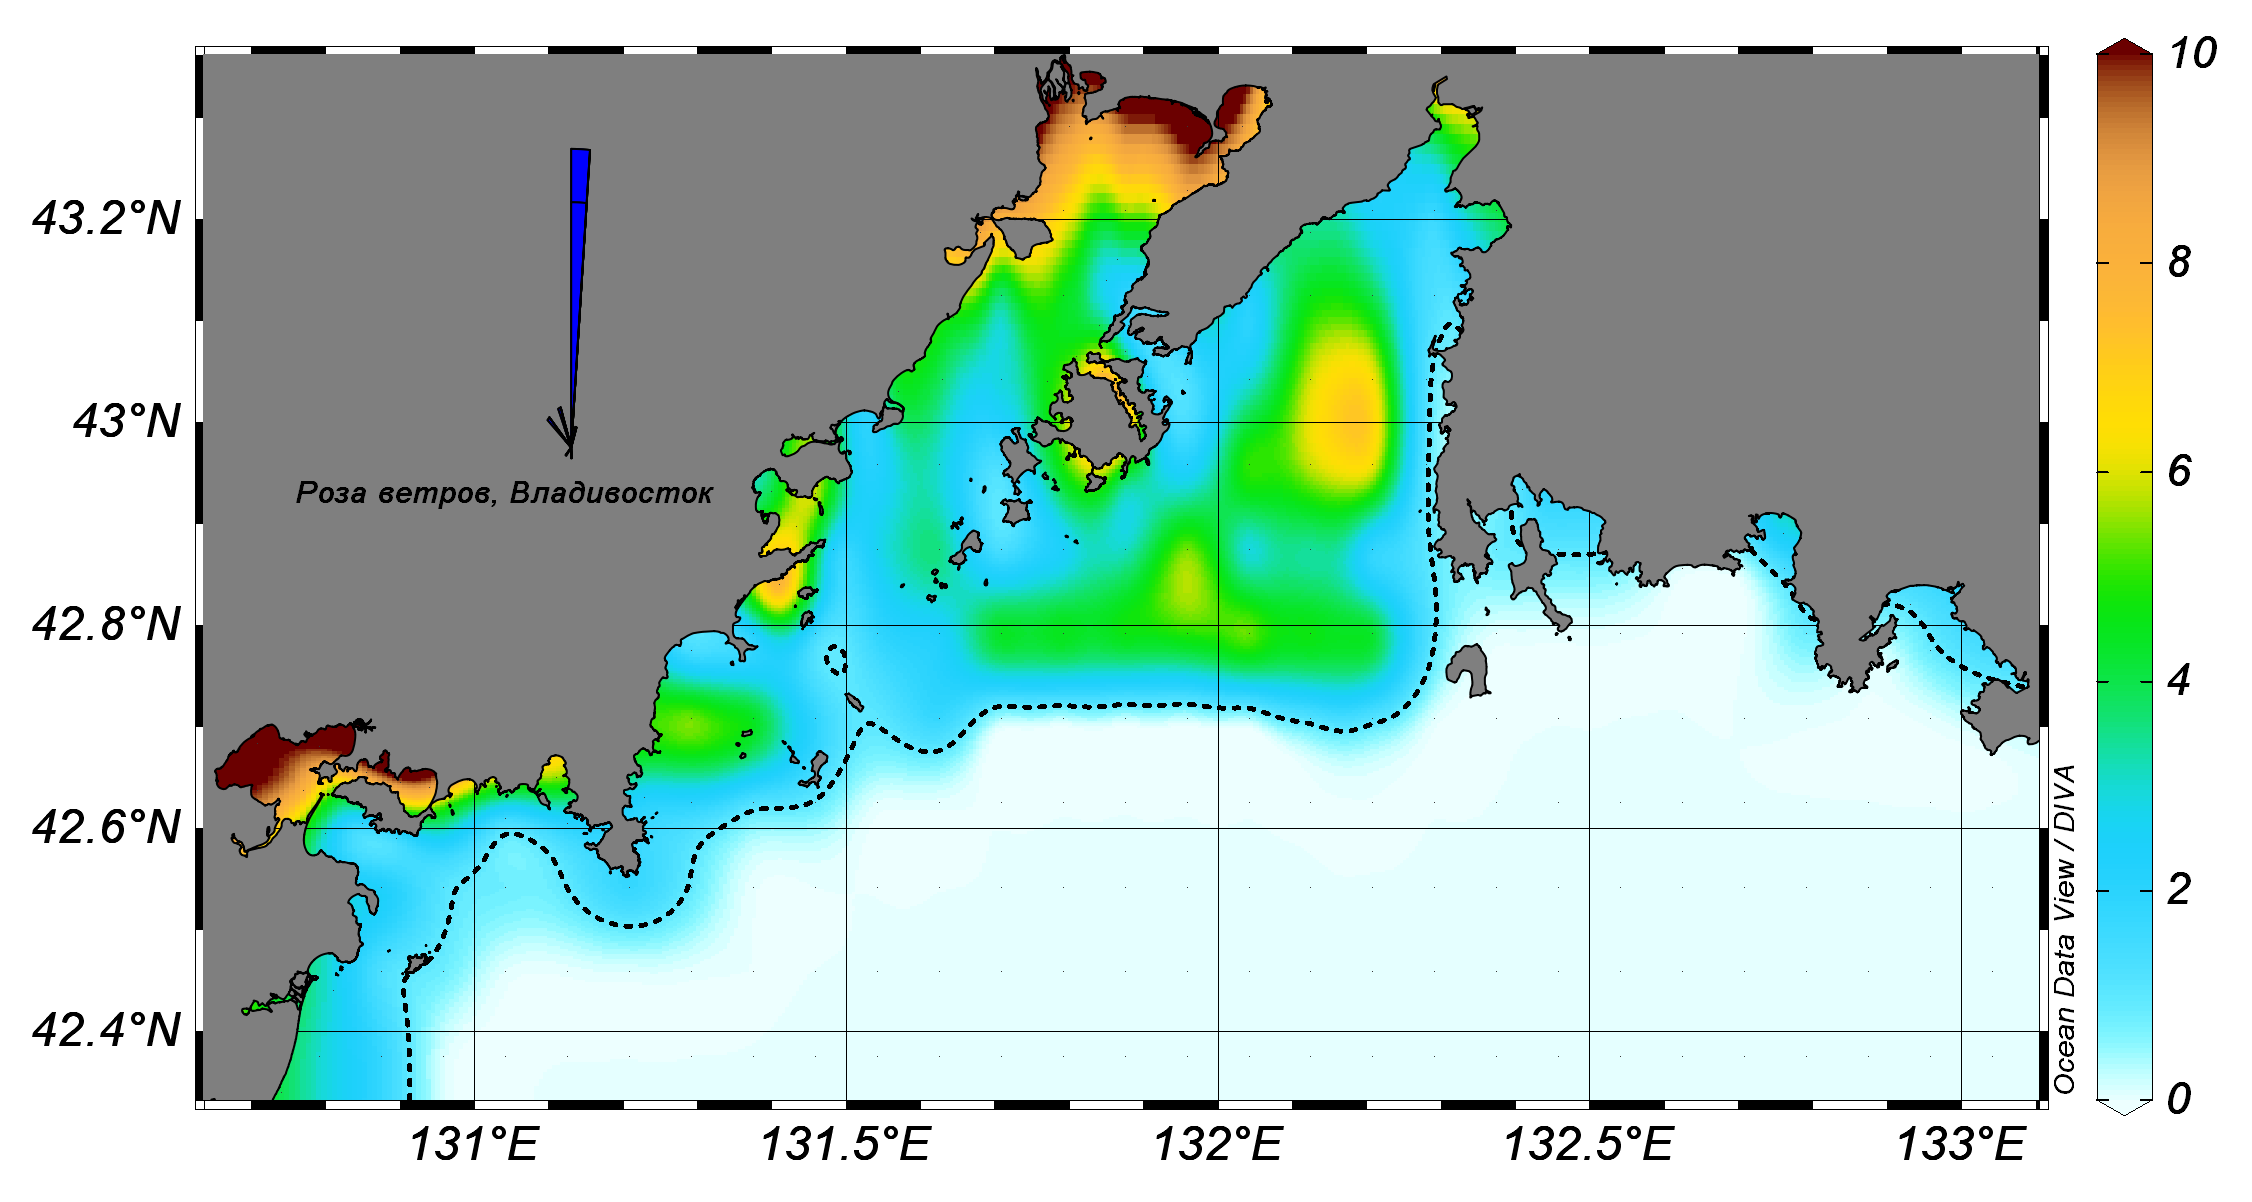 10
43.2°N
8
43°N
Роза ветров, Владивосток
6
42.8°N
4
42.6°N
2
42.4°N
0
Ocean Data View / DIVA
131°E
131.5°E
132°E
132.5°E
133°E